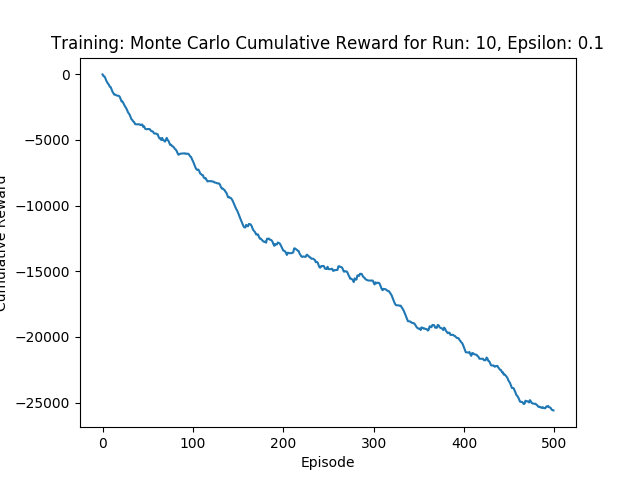 Training: Monte Carlo Cumulative Reward for Run: 10, Epsilon: 0.1
0
−5000
−10000
−15000
−20000
−25000
Cumulative Reward
0 100 200 300 400 500
Episode